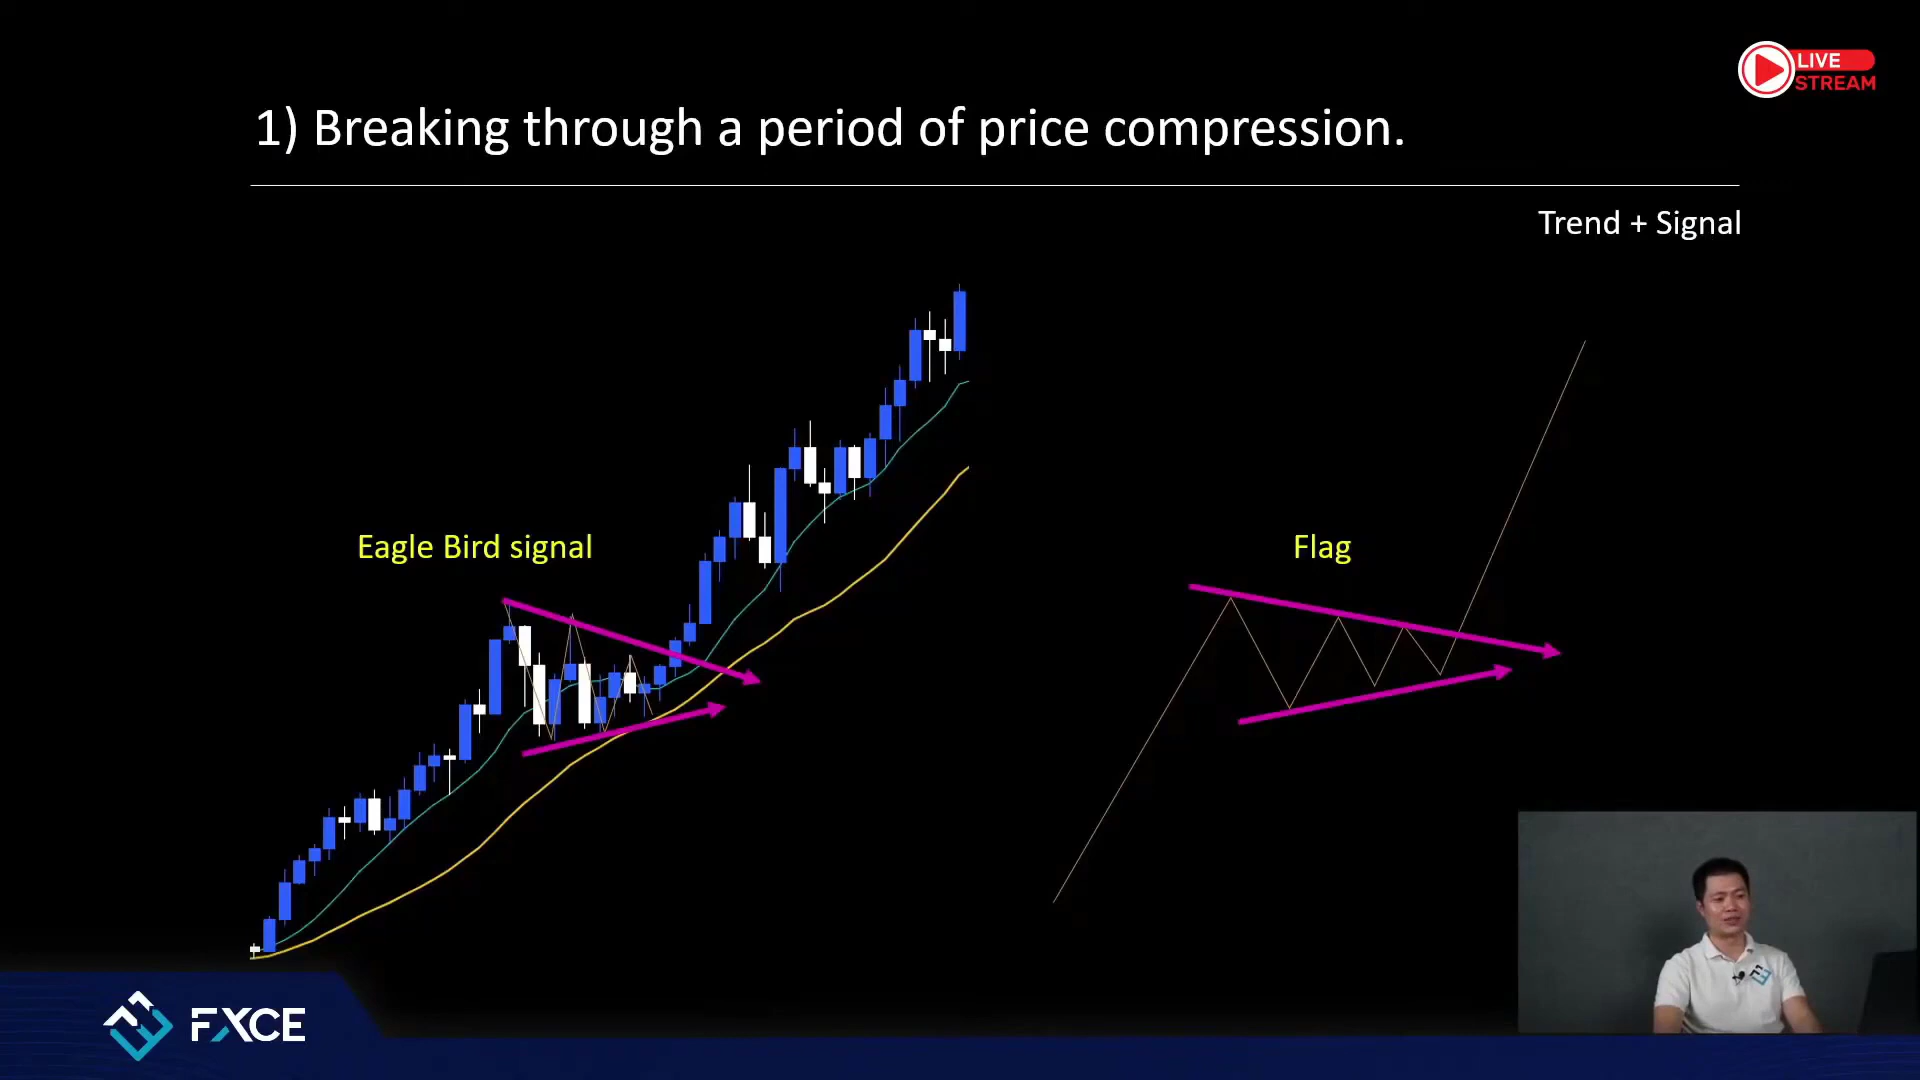 LIVE
STREAM
1) Breaking through a period of price compression.
Trend + Signal
Eagle Bird signal
Flag
FXCE